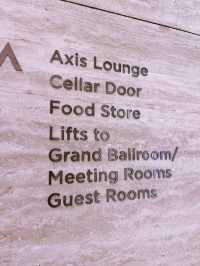 Axis Lounge
Cellar Door
Food Store
Lifts to
Grand Ballroom/
Meeting Rooms
Guest Rooms